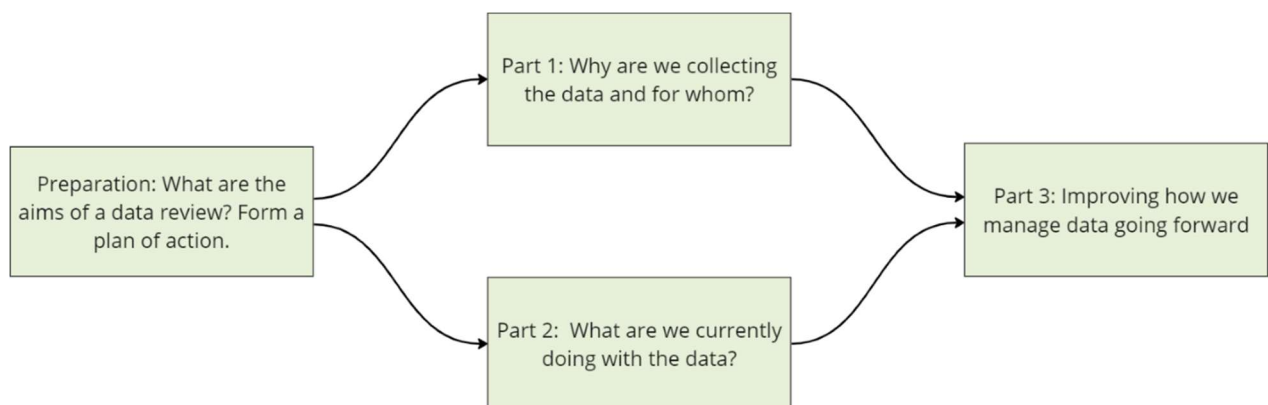 Preparation: What are the
aims of a data review? Form a
plan of action.
Part 1: Why are we collecting
the data and for whom?
Part 2:  What are we currently
doing with the data?
Part 3: Improving how we
manage data going forward